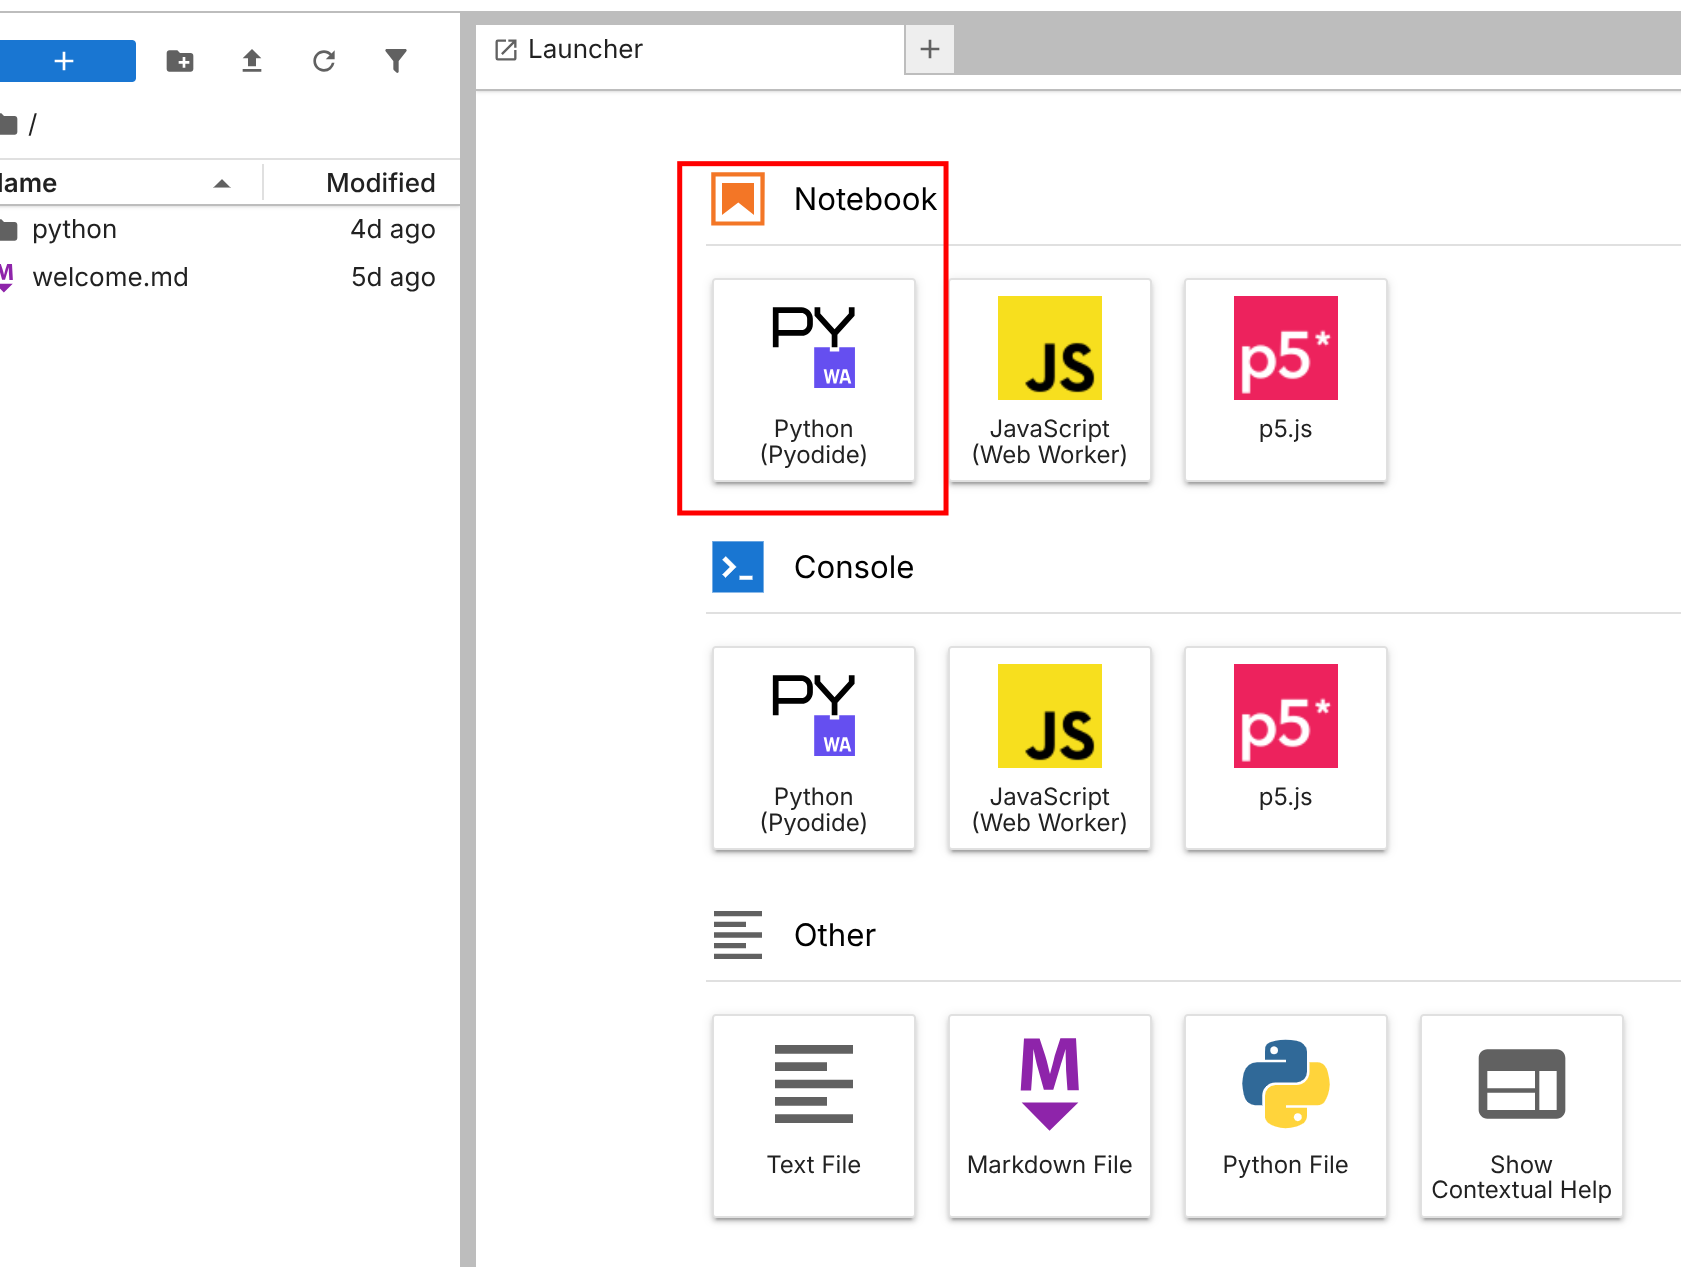 +
Launcher
+
/
lame
Modified
python
4d ago
M
welcome.md
5d ago
Notebook
PY
WA
Python
(Pyodide)
JS
JavaScript
(Web Worker)
p5*
p5.js
>_
Console
PY
WA
Python
(Pyodide)
JS
JavaScript
(Web Worker)
p5*
p5.js
Other
Text File
M
Markdown File
Python File
Show
Contextual Help